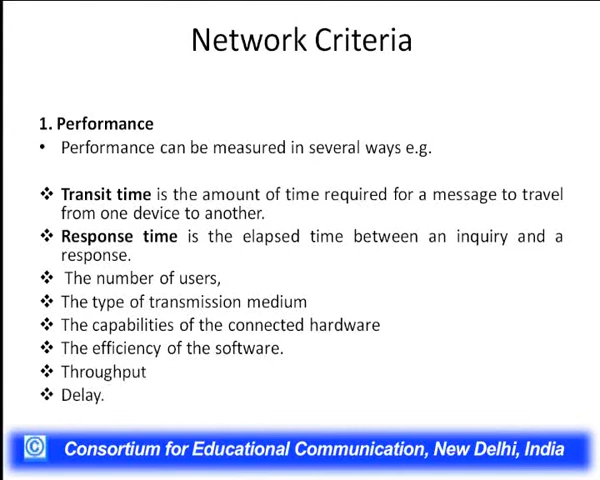 Network Criteria
1. Performance
• Performance can be measured in several ways e.g.
❖ Transit time is the amount of time required for a message to travel
from one device to another.
❖ Response time is the elapsed time between an inquiry and a
response.
❖ The number of users,
❖ The type of transmission medium
❖ The capabilities of the connected hardware
❖ The efficiency of the software.
❖ Throughput
❖ Delay.
© Consortium for Educational Communication, New Delhi, India